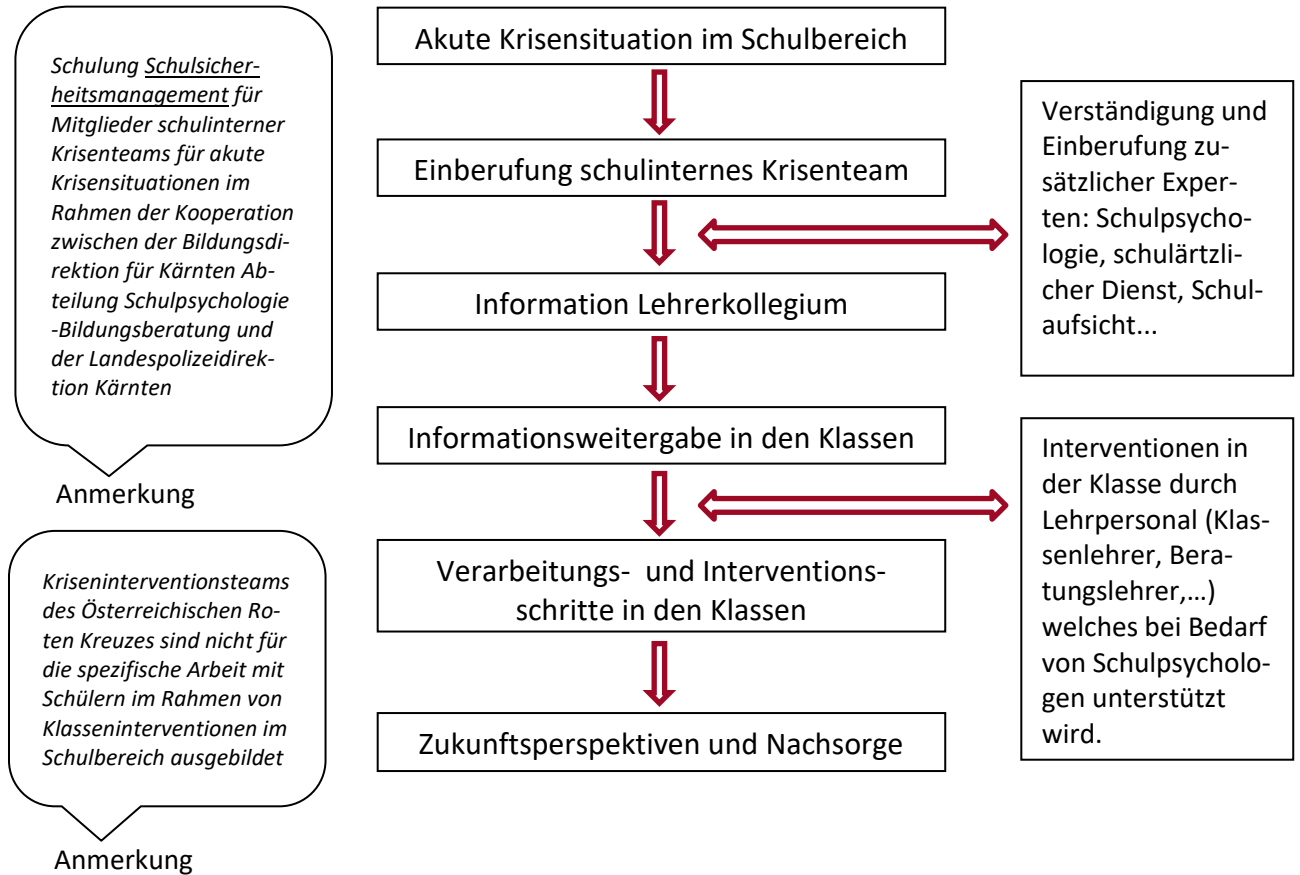 Akute Krisensituation im Schulbereich
Schulung Schulsicher-
heitsmanagement für
Mitglieder schulinterner
Krisenteams für akute
Krisensituationen im
Rahmen der Kooperation
zwischen der Bildungsdi-
rektion für Kärnten Ab-
teilung Schulpsychologie
-Bildungsberatung und
der Landespolizeidirek-
tion Kärnten
Anmerkung
Einberufung schulinternes Krisenteam
Verständigung und
Einberufung zu-
sätzlicher Exper-
ten: Schulpsycho-
logie, schulärtzli-
cher Dienst, Schul-
aufsicht...
Information Lehrerkollegium
Informationsweitergabe in den Klassen
Interventionen in
der Klasse durch
Lehrpersonal (Klas-
senlehrer, Bera-
tungslehrer,...)
welches bei Bedarf
von Schulpsycholo-
gen unterstützt
wird.
Verarbeitungs- und Interventions-
schritte in den Klassen
Kriseninterventionsteams
des Österreichischen Ro-
ten Kreuzes sind nicht für
die spezifische Arbeit mit
Schülern im Rahmen von
Klasseninterventionen im
Schulbereich ausgebildet
Anmerkung
Zukunftsperspektiven und Nachsorge